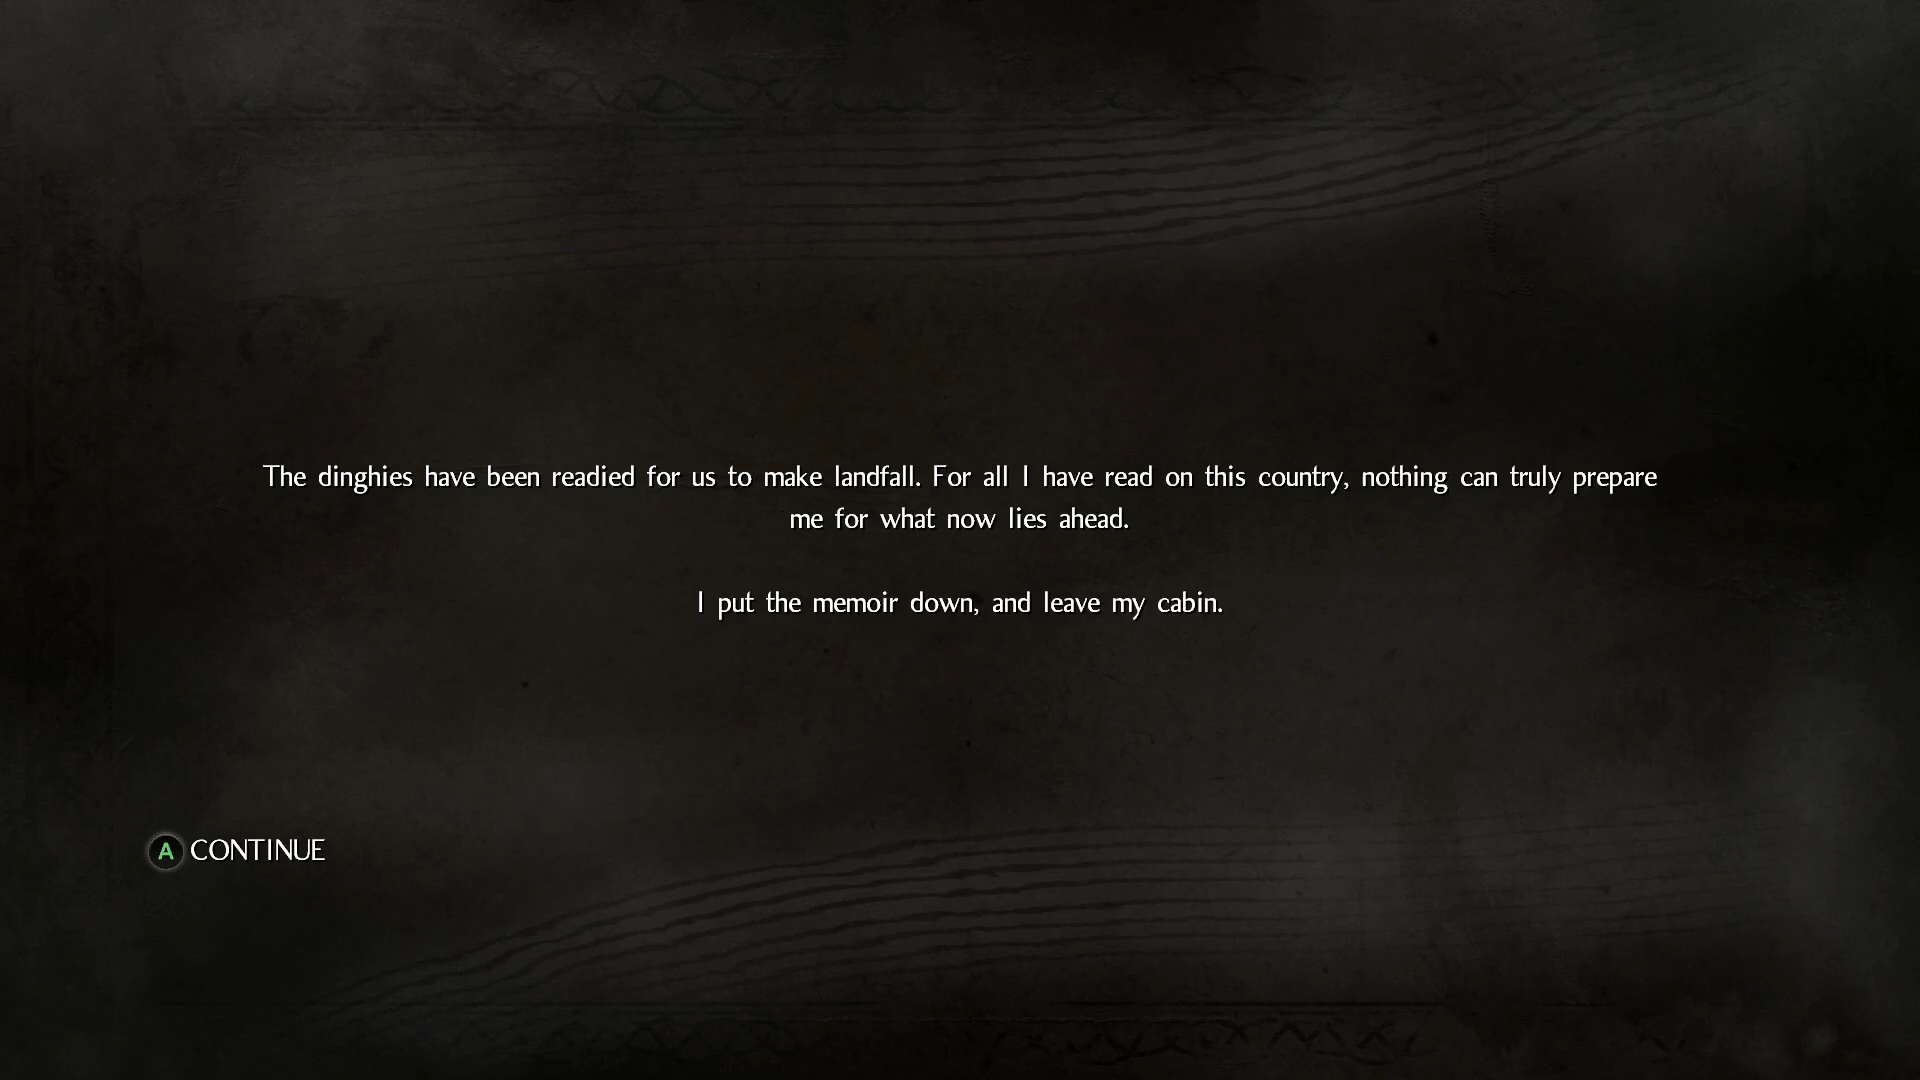 The dinghies have been readied for us to make landfall. For all I have read on this country, nothing can truly prepare
me for what now lies ahead.
I put the memoir down, and leave my cabin.
A CONTINUE